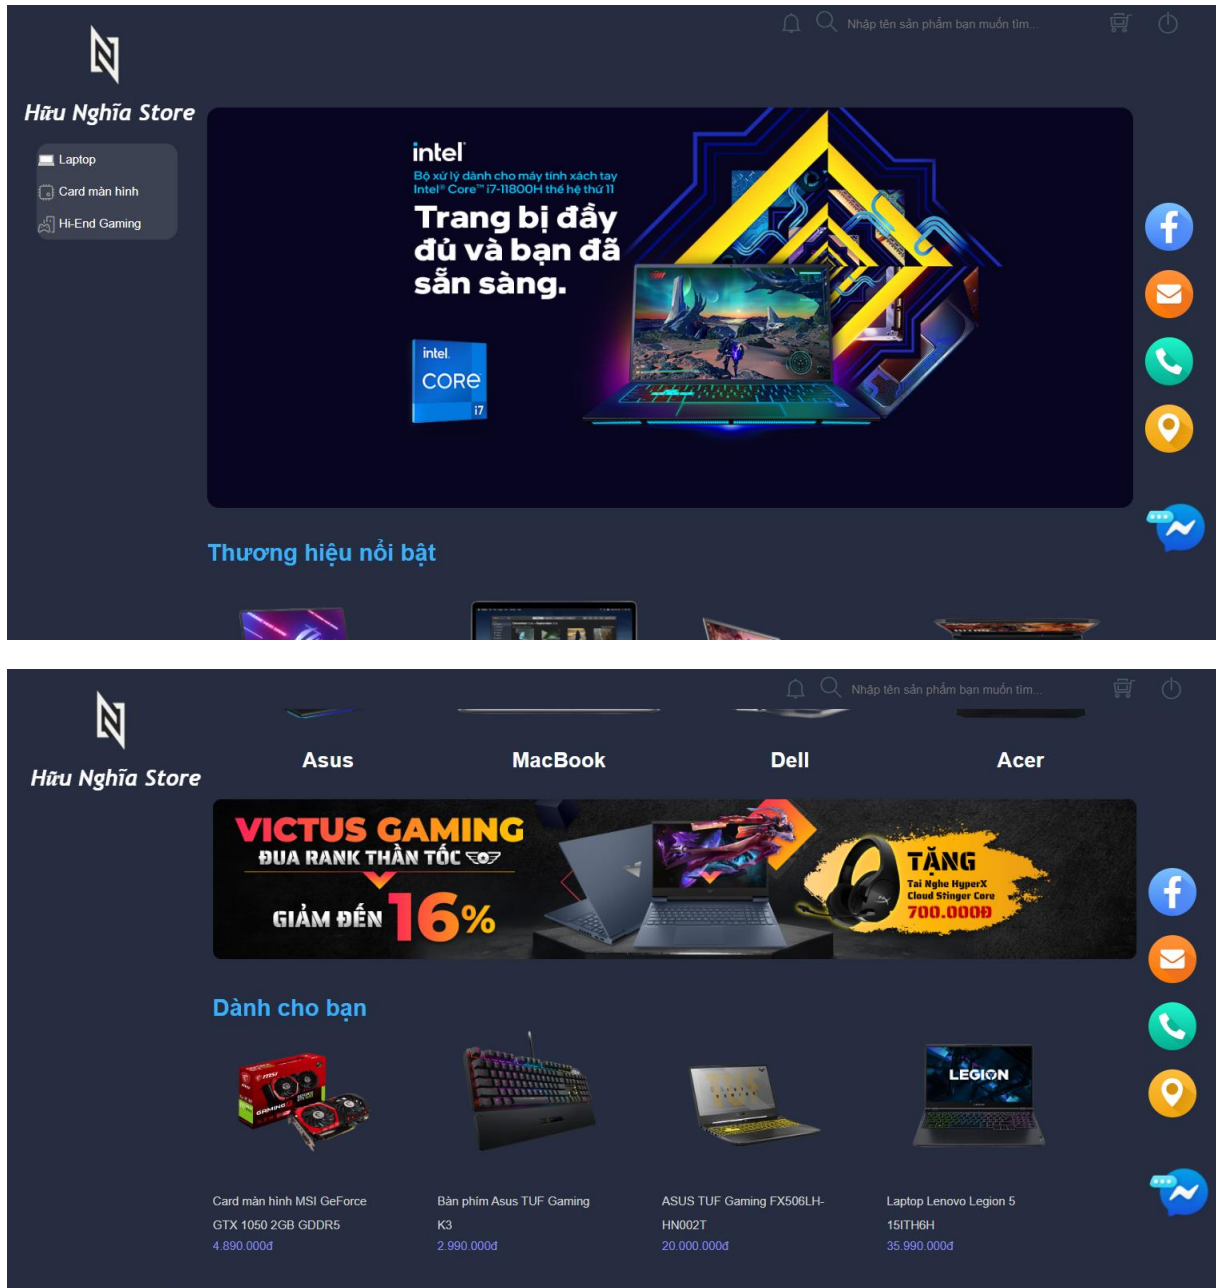 Nhập tên sản phẩm bạn muốn tìm...
Hữu Nghĩa Store
Laptop
Card màn hình
Hi-End Gaming
intel
Bộ xử lý dành cho máy tính xách tay
Intel® Core™ i7-11800H thế hệ thứ 11
Trang bị đầy
đủ và bạn đã
sẵn sàng.
intel.
CORe
i7
Thương hiệu nổi bật
Nhập tên sản phẩm bạn muốn tìm...
Hữu Nghĩa Store
Asus
MacBook
Dell
Acer
VICTUS GAMING
ĐUA RANK THẦN TỐC
GIẢM ĐẾN 16%
TẶNG
Tai Nghe HyperX
Cloud Stinger Core
700.000Đ
Dành cho bạn
msi
GAMING
LEGION
Card màn hình MSI GeForce
GTX 1050 2GB GDDR5
4.890.000đ
Bàn phím Asus TUF Gaming
K3
2.990.000đ
ASUS TUF Gaming FX506LH-
HN002T
20.000.000đ
Laptop Lenovo Legion 5
15ITH6H
35.990.000đ